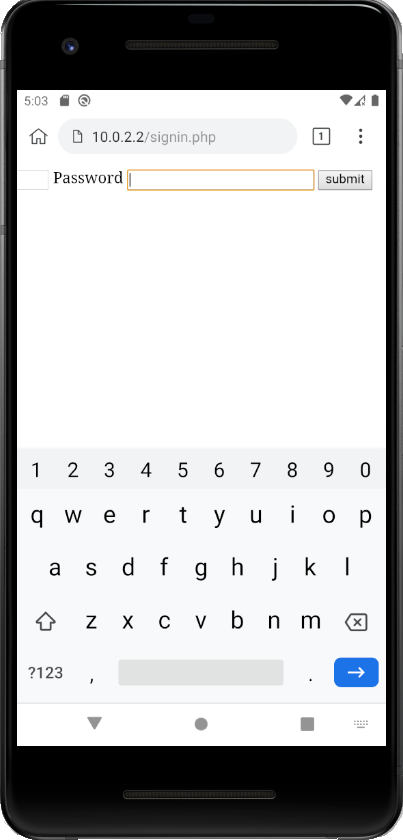 5:03
1
10.0.2.2/signin.php
Password submit
1 2 3 4 5 6 7 8 9 0
q w e r t y u i o p
a s d f g h j k l
z x c v b n m
?123 , .